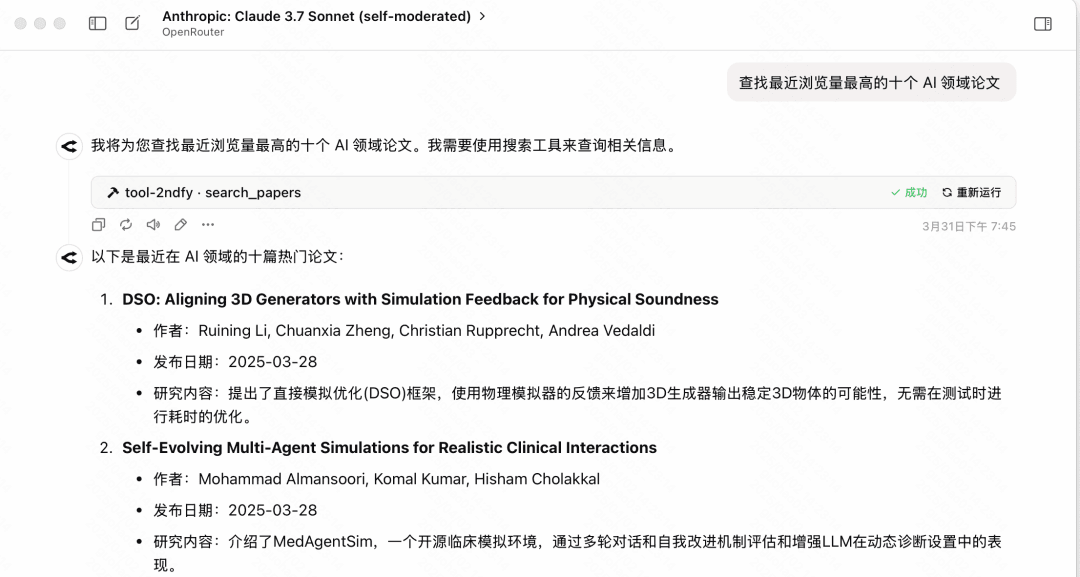 Anthropic: Claude 3.7 Sonnet (self-moderated) >
OpenRouter
查找最近浏览量最高的十个 AI 领域论文
我将为您查找最近浏览量最高的十个 AI 领域论文。我需要使用搜索工具来查询相关信息。
tool-2ndfy · search_papers
成功
重新运行
3月31日下午 7:45
以下是最近在 AI 领域的十篇热门论文：
1. DSO: Aligning 3D Generators with Simulation Feedback for Physical Soundness
• 作者：Ruining Li, Chuanxia Zheng, Christian Rupprecht, Andrea Vedaldi
• 发布日期：2025-03-28
• 研究内容：提出了直接模拟优化(DSO)框架，使用物理模拟器的反馈来增加3D生成器输出稳定3D物体的可能性，无需在测试时进
行耗时的优化。
2. Self-Evolving Multi-Agent Simulations for Realistic Clinical Interactions
• 作者：Mohammad Almansoori, Komal Kumar, Hisham Cholakkal
• 发布日期：2025-03-28
• 研究内容：介绍了MedAgentSim，一个开源临床模拟环境，通过多轮对话和自我改进机制评估和增强LLM在动态诊断设置中的表
现。